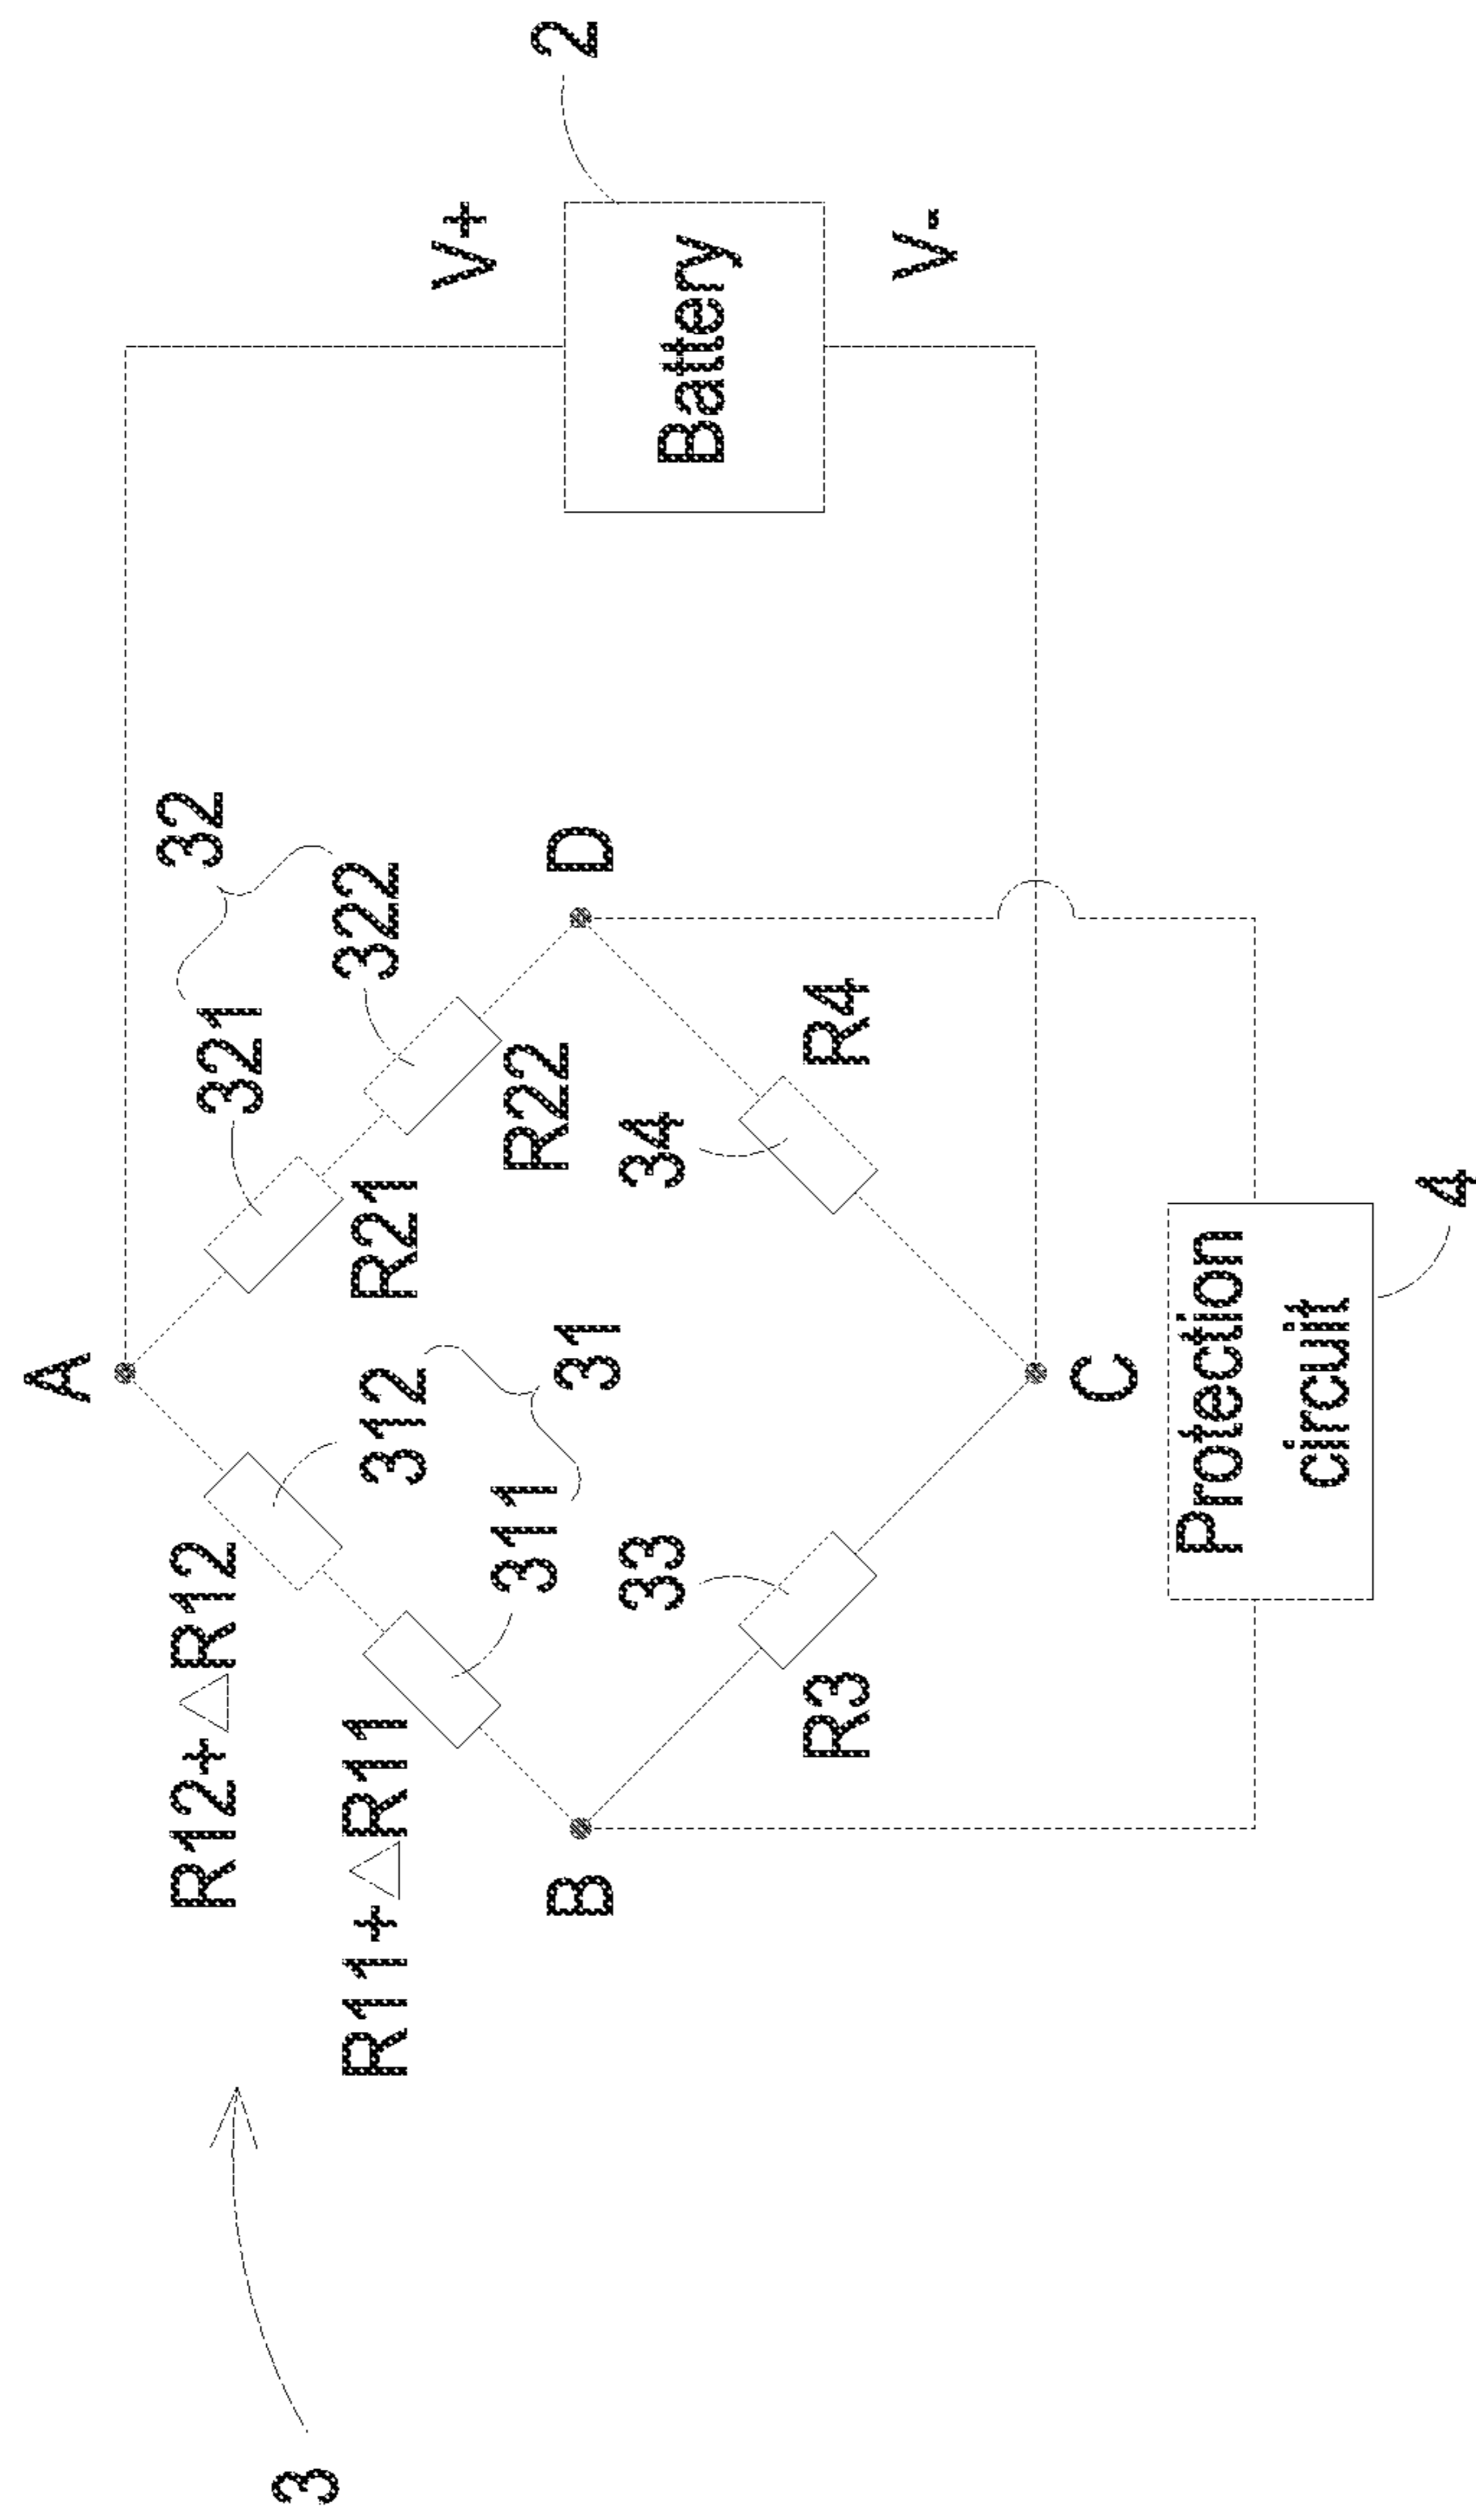 3
A
R12+△R12
321
32
R11+△R11
312
R21
322
V+
2
311
31
B
R22
D
33
34
Battery
R3
R4
V-
C
Protection
circuit
4